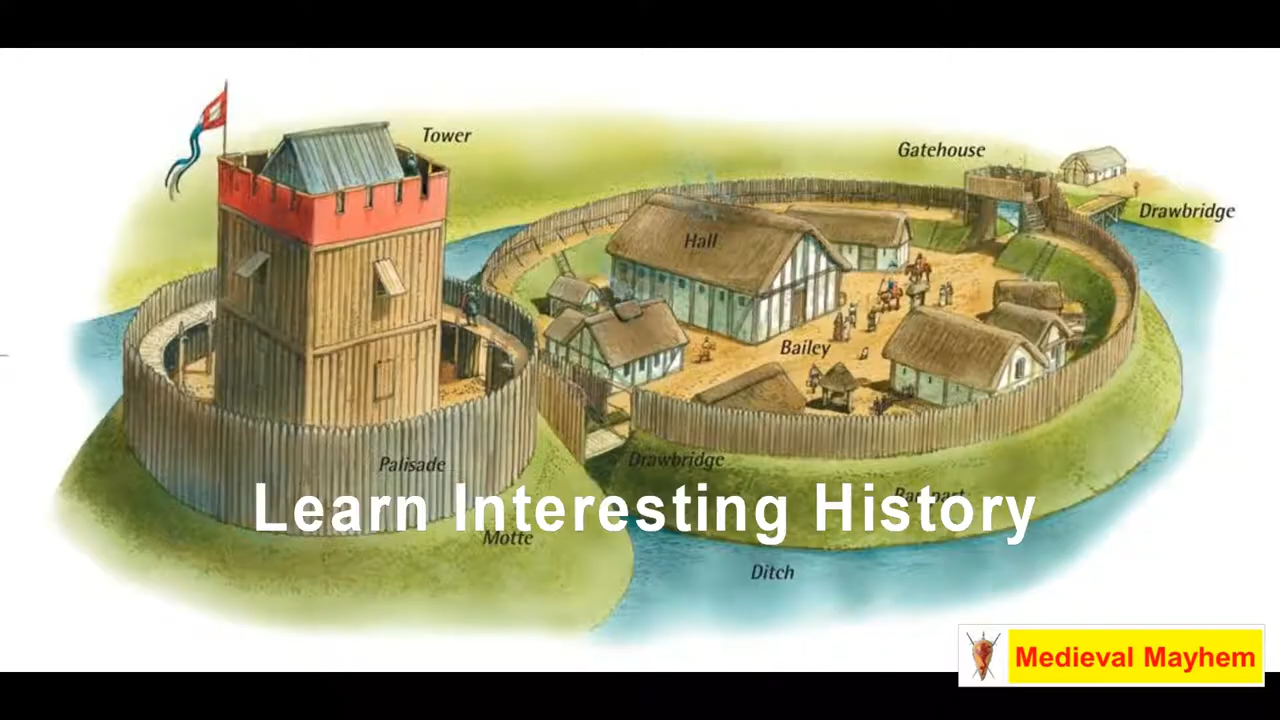 Tower
Gatehouse
Drawbridge
Hall
Bailey
Drawbridge
Palisade
Learn Interesting History
Motte
Ditch
Medieval Mayhem